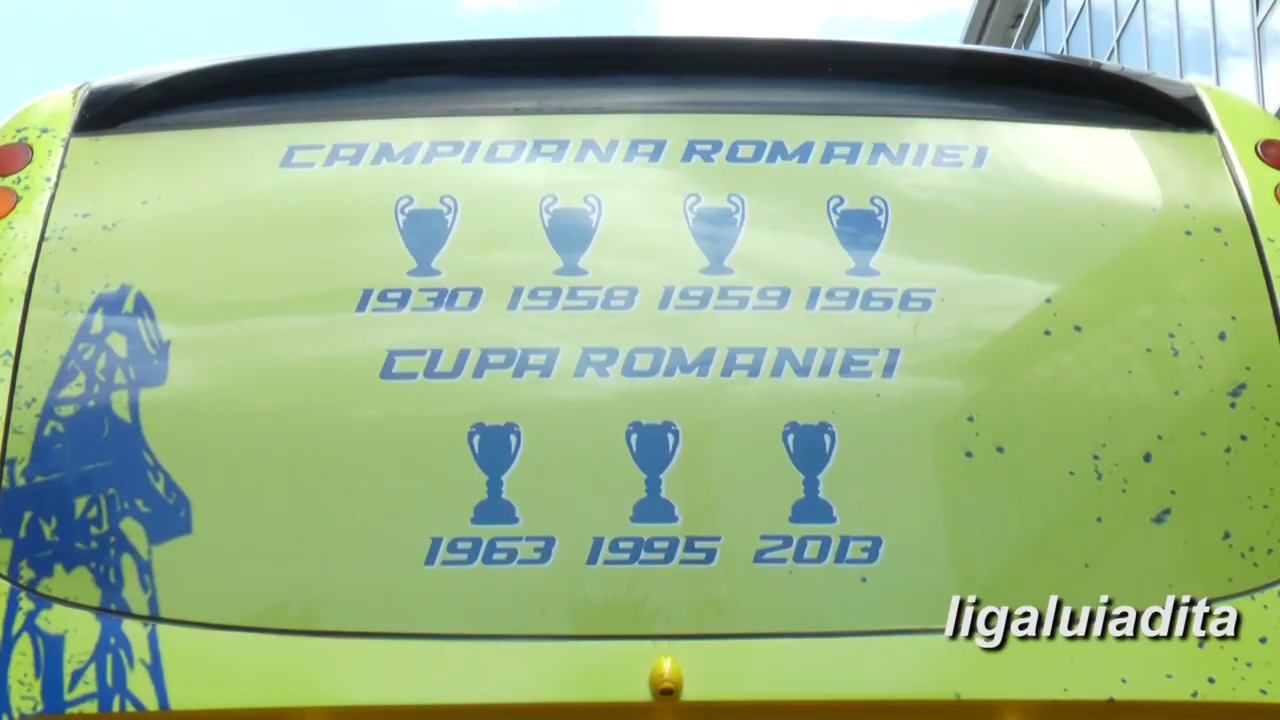 CAMPIOANA ROMANIEI
1930 1958 1959 1966
CUPA ROMANIEI
1963 1995 2013
ligaluiadita